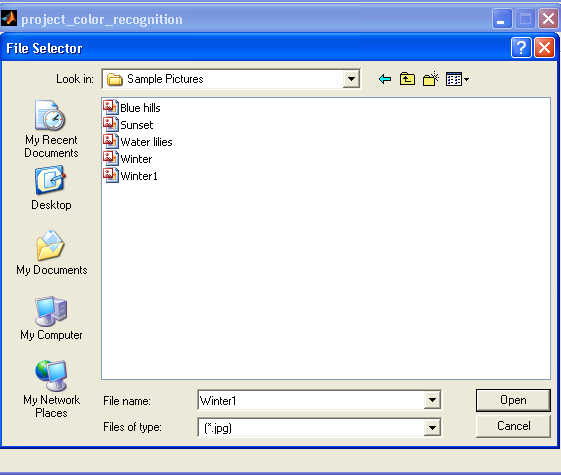 project_color_recognition
File Selector
Look in: Sample Pictures
My Recent
Documents
Desktop
My Documents
My Computer
My Network
Places
Blue hills
Sunset
Water lilies
Winter
Winter1
File name: Winter1 Open
Files of type: (*.jpg) Cancel